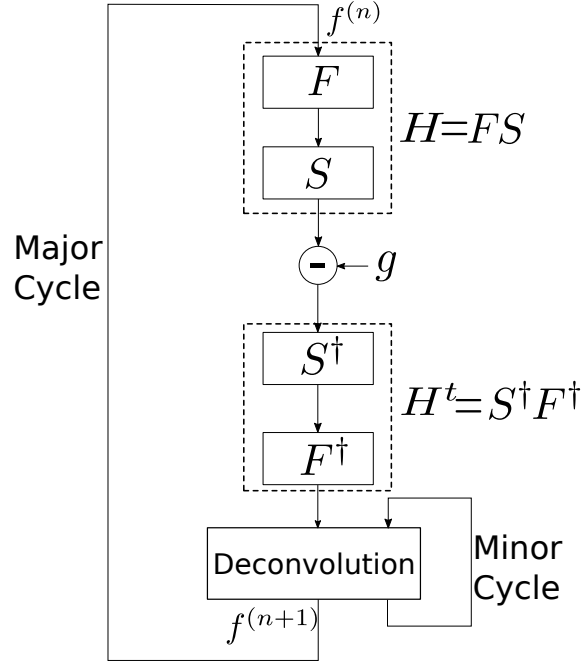 f^{(n)}
F
H=FS
S
Major
Cycle
-
g
S^†
H^t=S^†F^†
F^†
Deconvolution
Minor
Cycle
f^{(n+1)}